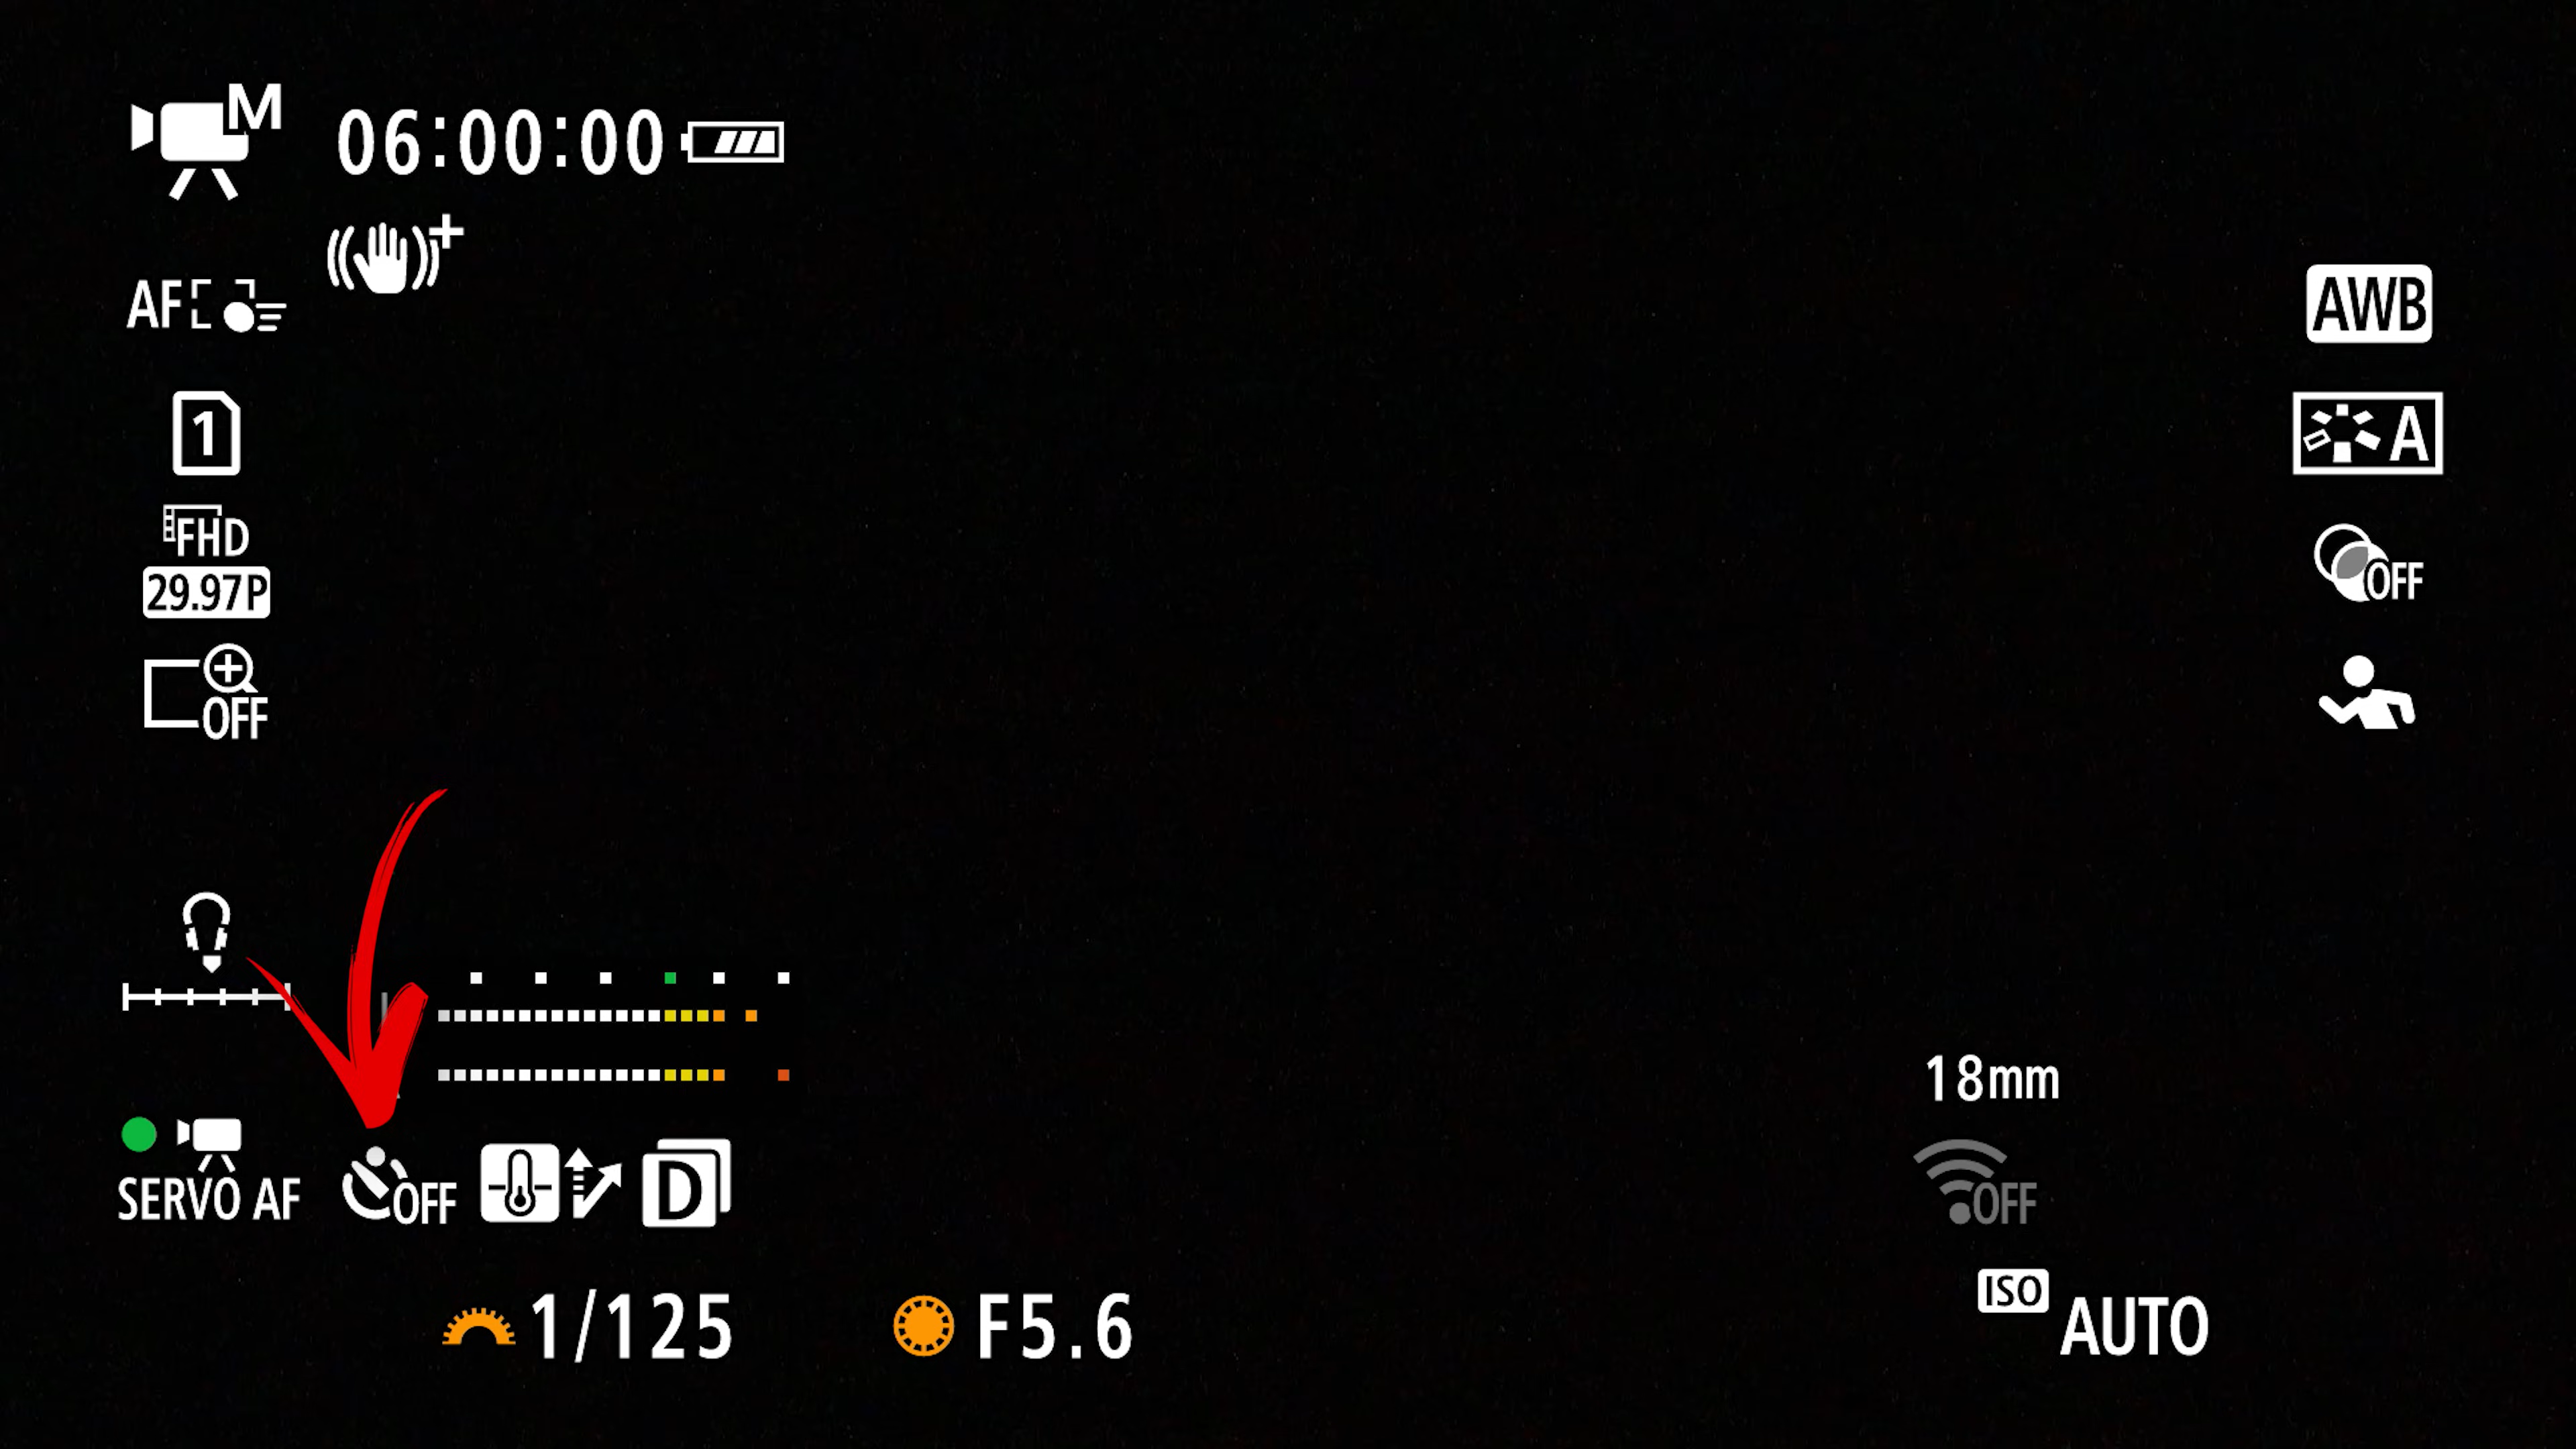 M
06:00:00
AF
AWB
1
A
FHD
29.97P
OFF
OFF
18mm
SERVO AF
OFF
D
OFF
1/125
F5.6
ISO AUTO